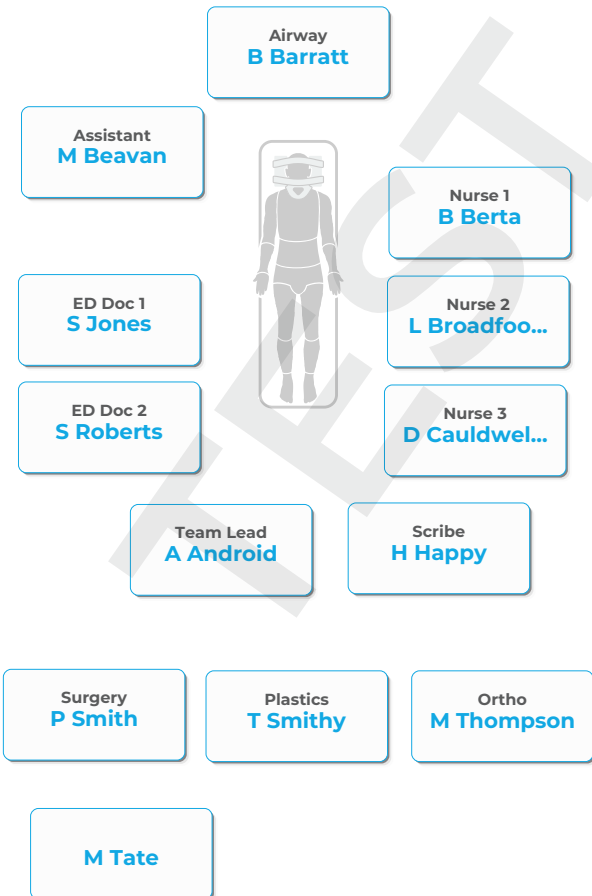 Airway
B Barratt
Assistant
M Beavan
Nurse 1
B Berta
ED Doc 1
S Jones
Nurse 2
L Broadfoo...
ED Doc 2
S Roberts
Nurse 3
D Cauldwel...
Team Lead
A Android
Scribe
H Happy
Surgery
P Smith
Plastics
T Smithy
Ortho
M Thompson
M Tate
TEST